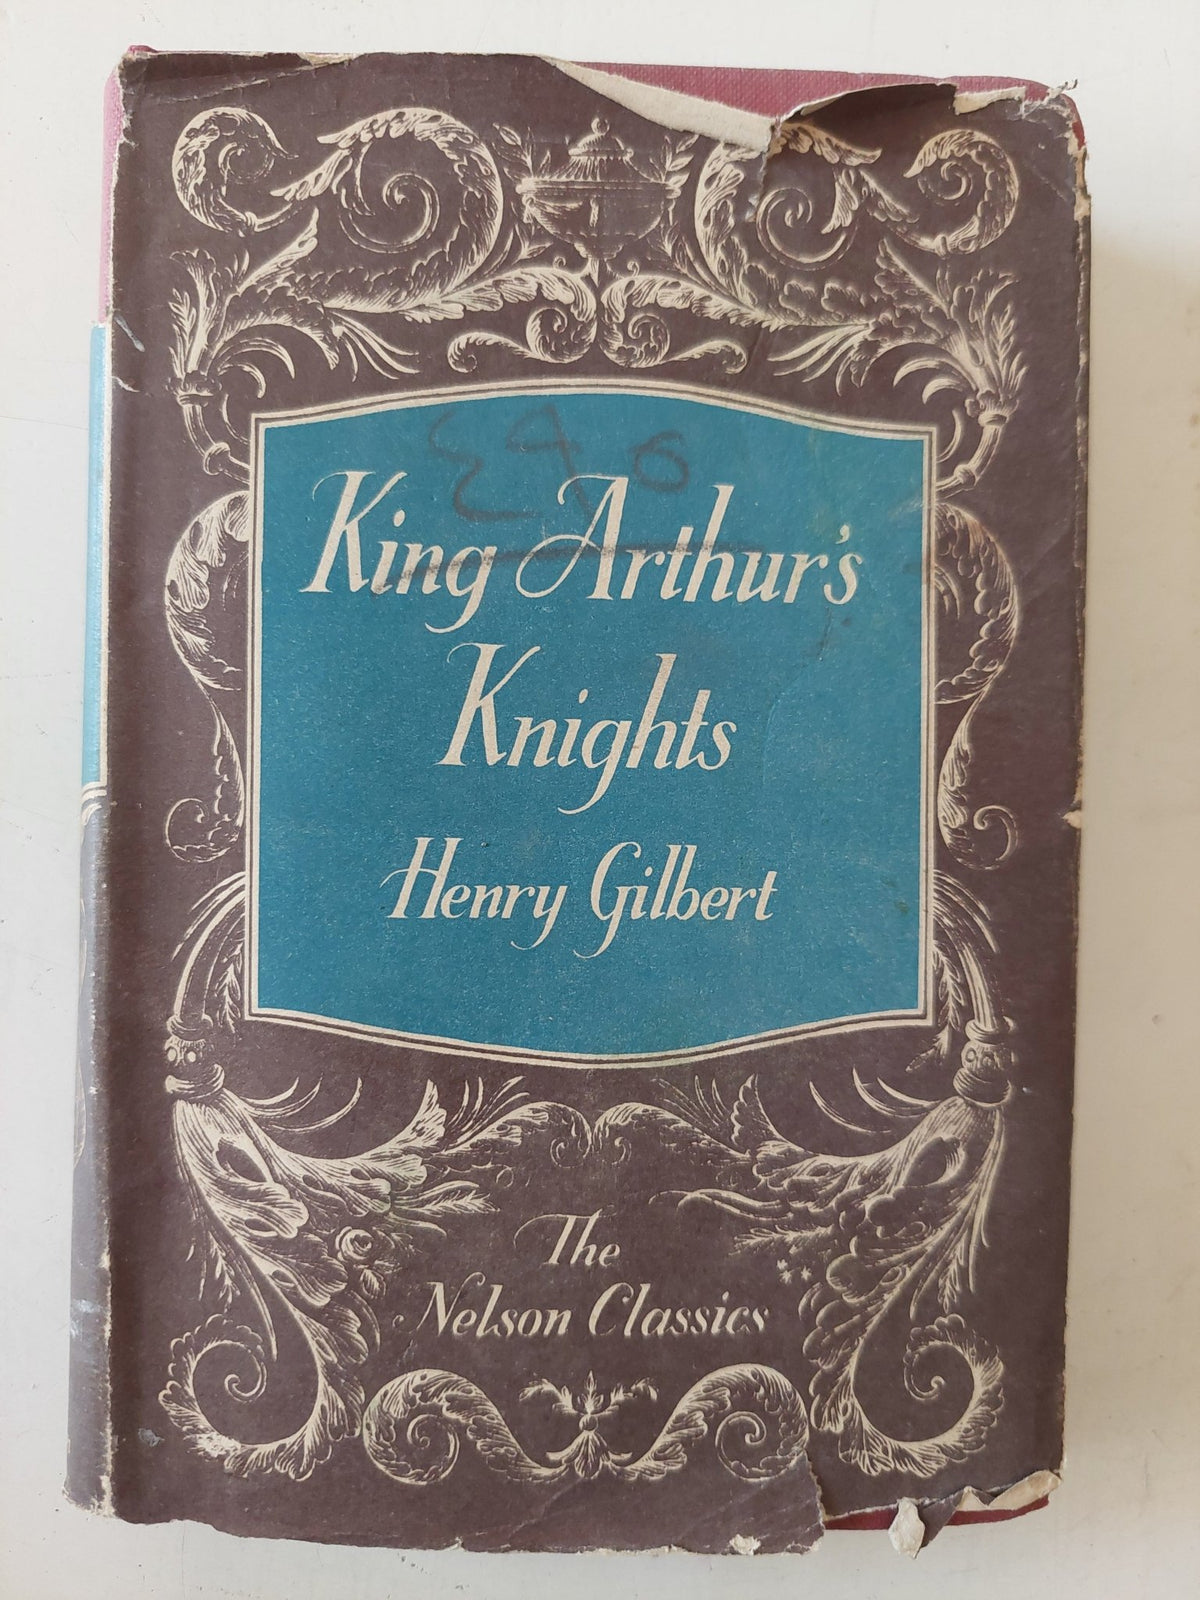 King Arthur's
Knights
Henry Gilbert
The
Nelson Classics